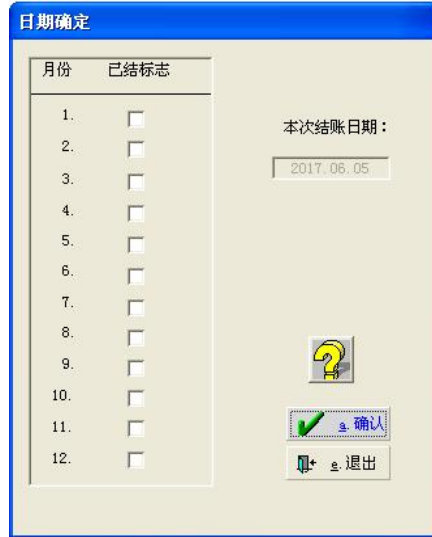 日期确定
月份 已结标志
1.
2.
3.
4.
5.
6.
7.
8.
9.
10.
11.
12.
本次结账日期：
2017.06.05
a.确认
e.退出